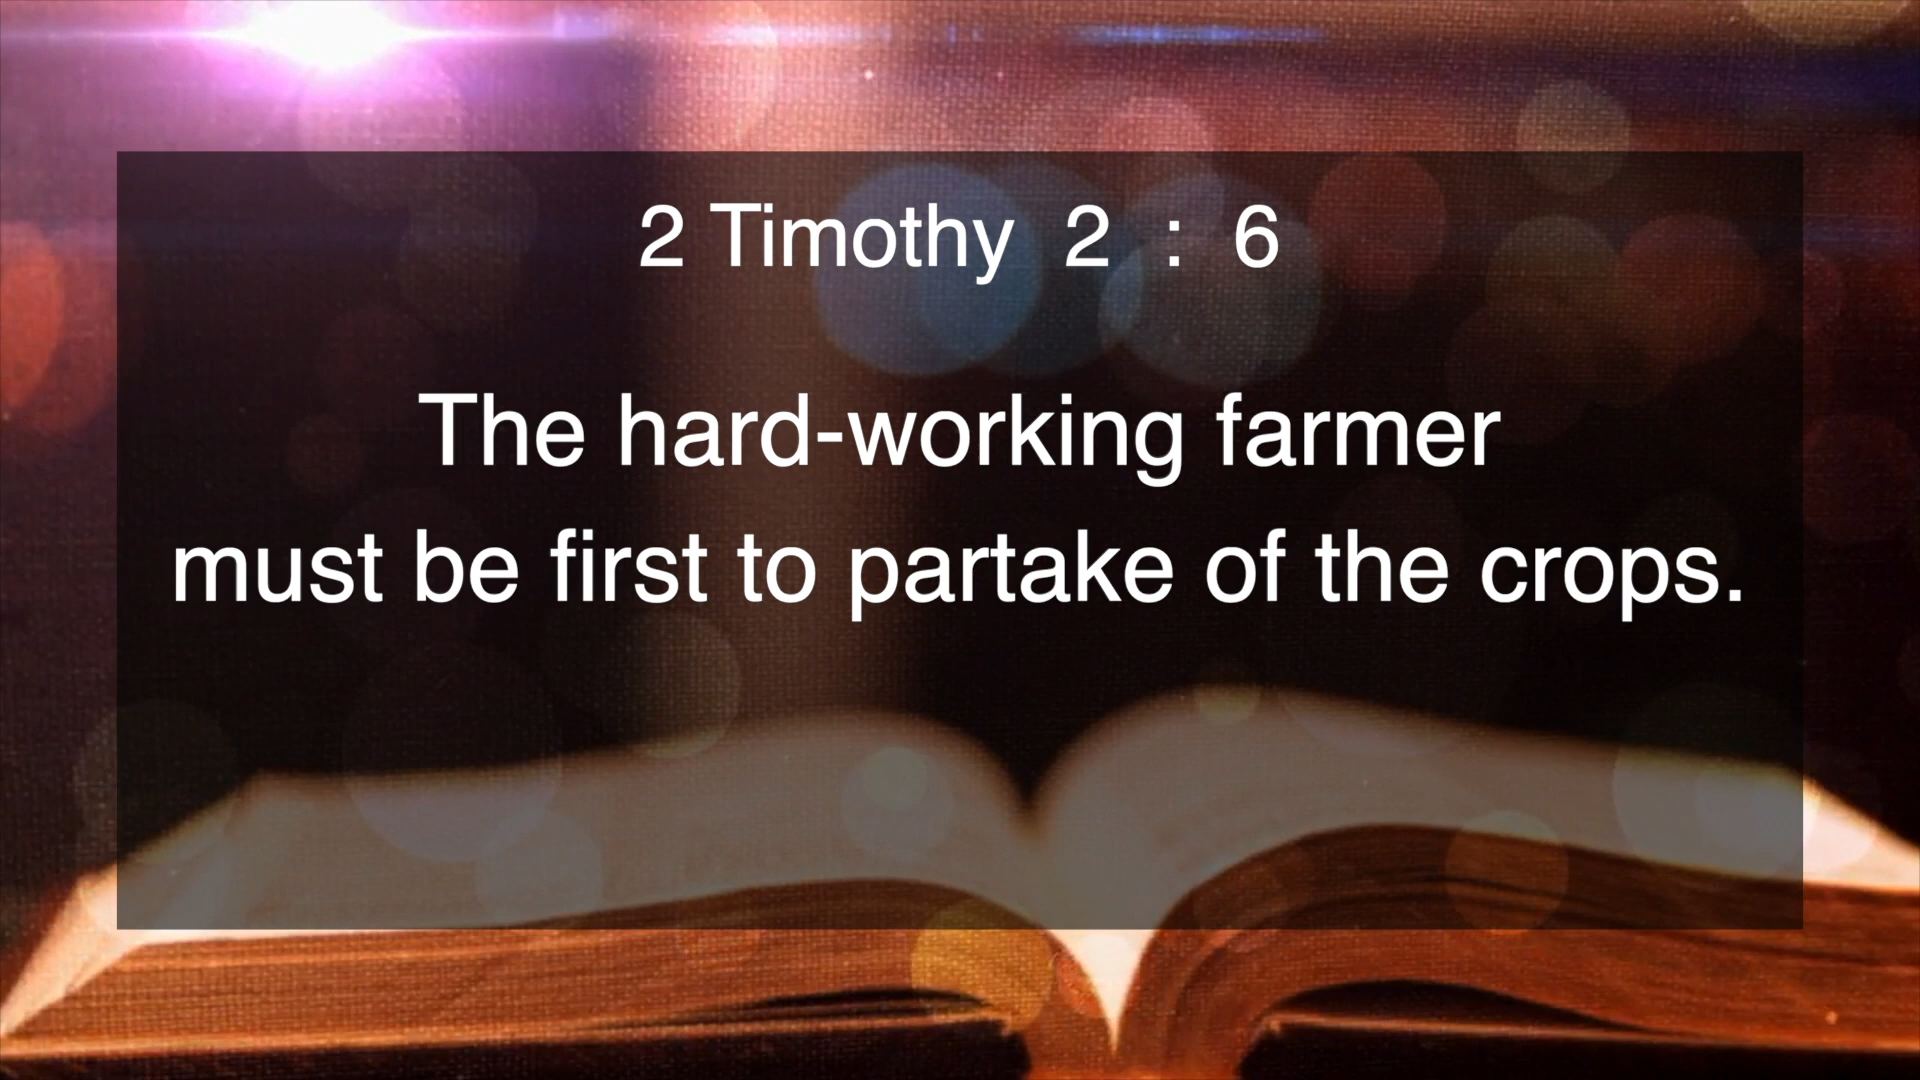 2 Timothy 2 : 6
The hard-working farmer
must be first to partake of the crops.